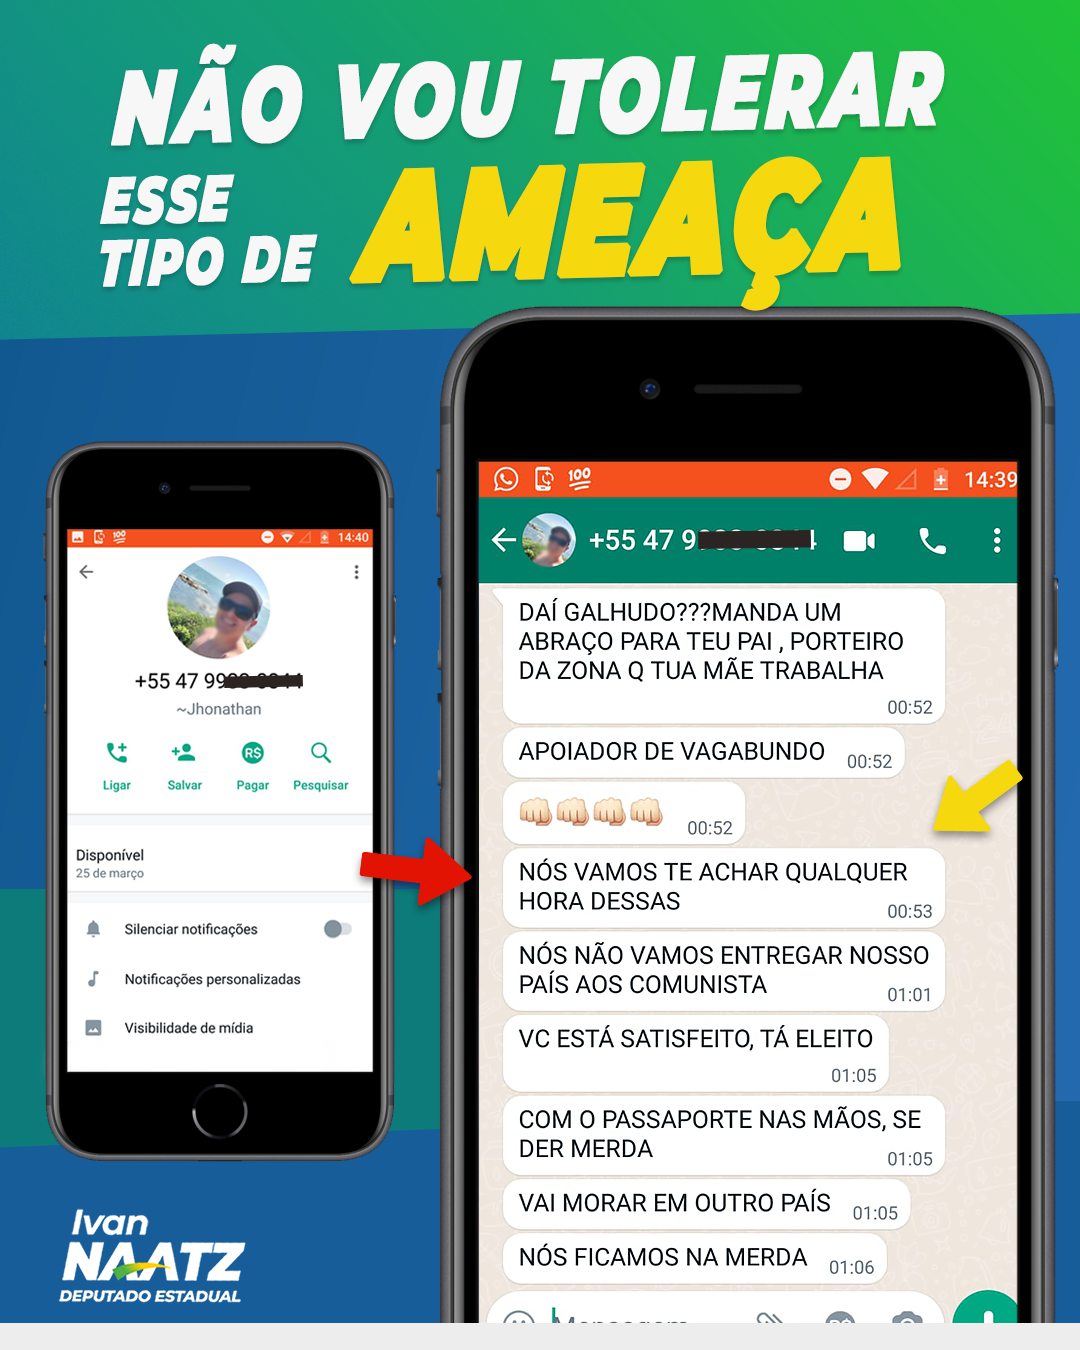 NÃO VOU TOLERAR
ESSE
TIPO DE
AMEAÇA
14:40
+55 47 99
~Jhonathan
Ligar
Salvar
R$
Pagar
Pesquisar
Disponível
25 de março
Silenciar notificações
Notificações personalizadas
Visibilidade de mídia
100
14:39
+55 47 9
DAÍ GALHUDO???MANDA UM
ABRAÇO PARA TEU PAI , PORTEIRO
DA ZONA Q TUA MÃE TRABALHA
00:52
APOIADOR DE VAGABUNDO 00:52
00:52
NÓS VAMOS TE ACHAR QUALQUER
HORA DESSAS
00:53
NÓS NÃO VAMOS ENTREGAR NOSSO
PAÍS AOS COMUNISTA
01:01
VC ESTÁ SATISFEITO, TÁ ELEITO
01:05
COM O PASSAPORTE NAS MÃOS, SE
DER MERDA
01:05
VAI MORAR EM OUTRO PAÍS 01:05
NÓS FICAMOS NA MERDA 01:06
Ivan
NAATZ
DEPUTADO ESTADUAL